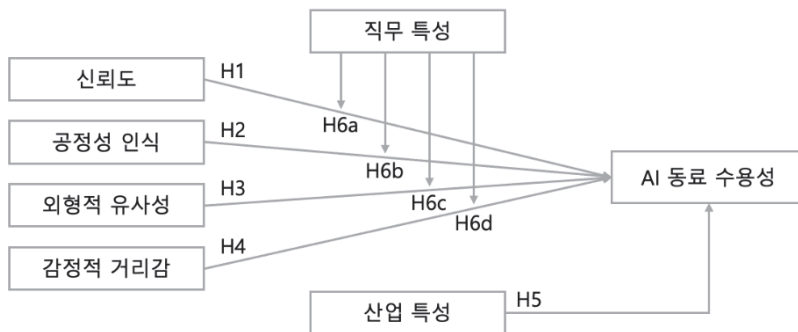 직무 특성
신뢰도
H1
H6a
공정성 인식
H2
H6b
AI 동료 수용성
외형적 유사성
H3
H6c
H6d
감정적 거리감
H4
산업 특성
H5